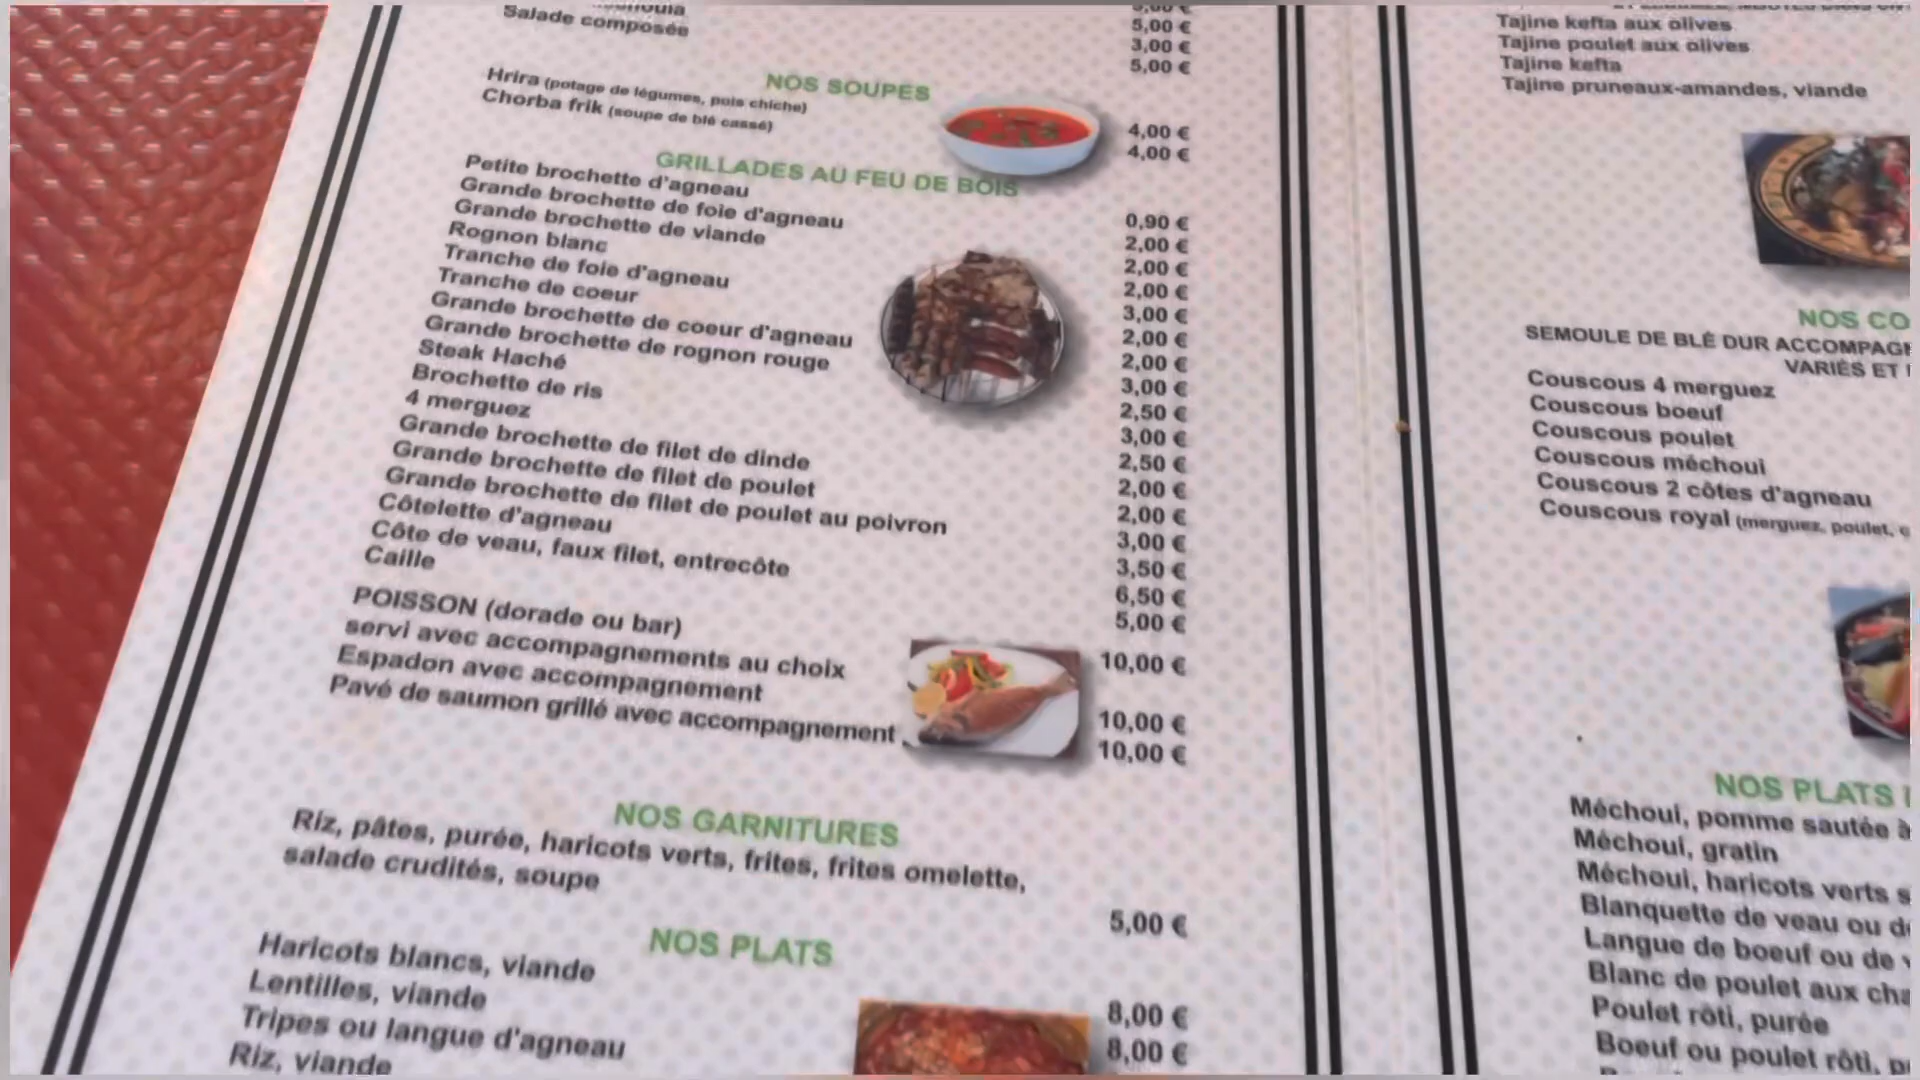 Salade composée
5,00 €
3,00 €
5,00 €
NOS SOUPES
Hrira (potage de légumes, pois chiche) 4,00 €
Chorba frik (soupe de blé cassé) 4,00 €
GRILLADES AU FEU DE BOIS
Petite brochette d'agneau 0,90 €
Grande brochette de foie d'agneau 2,00 €
Grande brochette de viande 2,00 €
Rognon blanc 2,00 €
Tranche de foie d'agneau 3,00 €
Tranche de coeur 2,00 €
Grande brochette de coeur d'agneau 2,00 €
Grande brochette de rognon rouge 3,00 €
Steak Haché 2,50 €
Brochette de ris 3,00 €
4 merguez 2,50 €
Grande brochette de filet de dinde 2,00 €
Grande brochette de filet de poulet 2,00 €
Grande brochette de filet de poulet au poivron 3,00 €
Côtelette d'agneau 3,50 €
Côte de veau, faux filet, entrecôte 6,50 €
Caille 5,00 €
POISSON (dorade ou bar) 10,00 €
servi avec accompagnements au choix
Espadon avec accompagnement 10,00 €
Pavé de saumon grillé avec accompagnement 10,00 €
NOS GARNITURES
Riz, pâtes, purée, haricots verts, frites, frites omelette,
salade crudités, soupe 5,00 €
NOS PLATS
Haricots blancs, viande 8,00 €
Lentilles, viande 8,00 €
Tripes ou langue d'agneau
Riz, viande
Tajine kefta aux olives
Tajine poulet aux olives
Tajine kefta
Tajine pruneaux-amandes, viande
NOS CO
SEMOULE DE BLÉ DUR ACCOMPAG
VARIÉS ET
Couscous 4 merguez
Couscous boeuf
Couscous poulet
Couscous méchoui
Couscous 2 côtes d'agneau
Couscous royal (merguez, poulet,
NOS PLATS
Méchoui, pomme sautée à
Méchoui, gratin
Méchoui, haricots verts
Blanquette de veau ou
Langue de boeuf ou de
Blanc de poulet aux cha
Poulet rôti, purée
Boeuf ou poulet rôti,